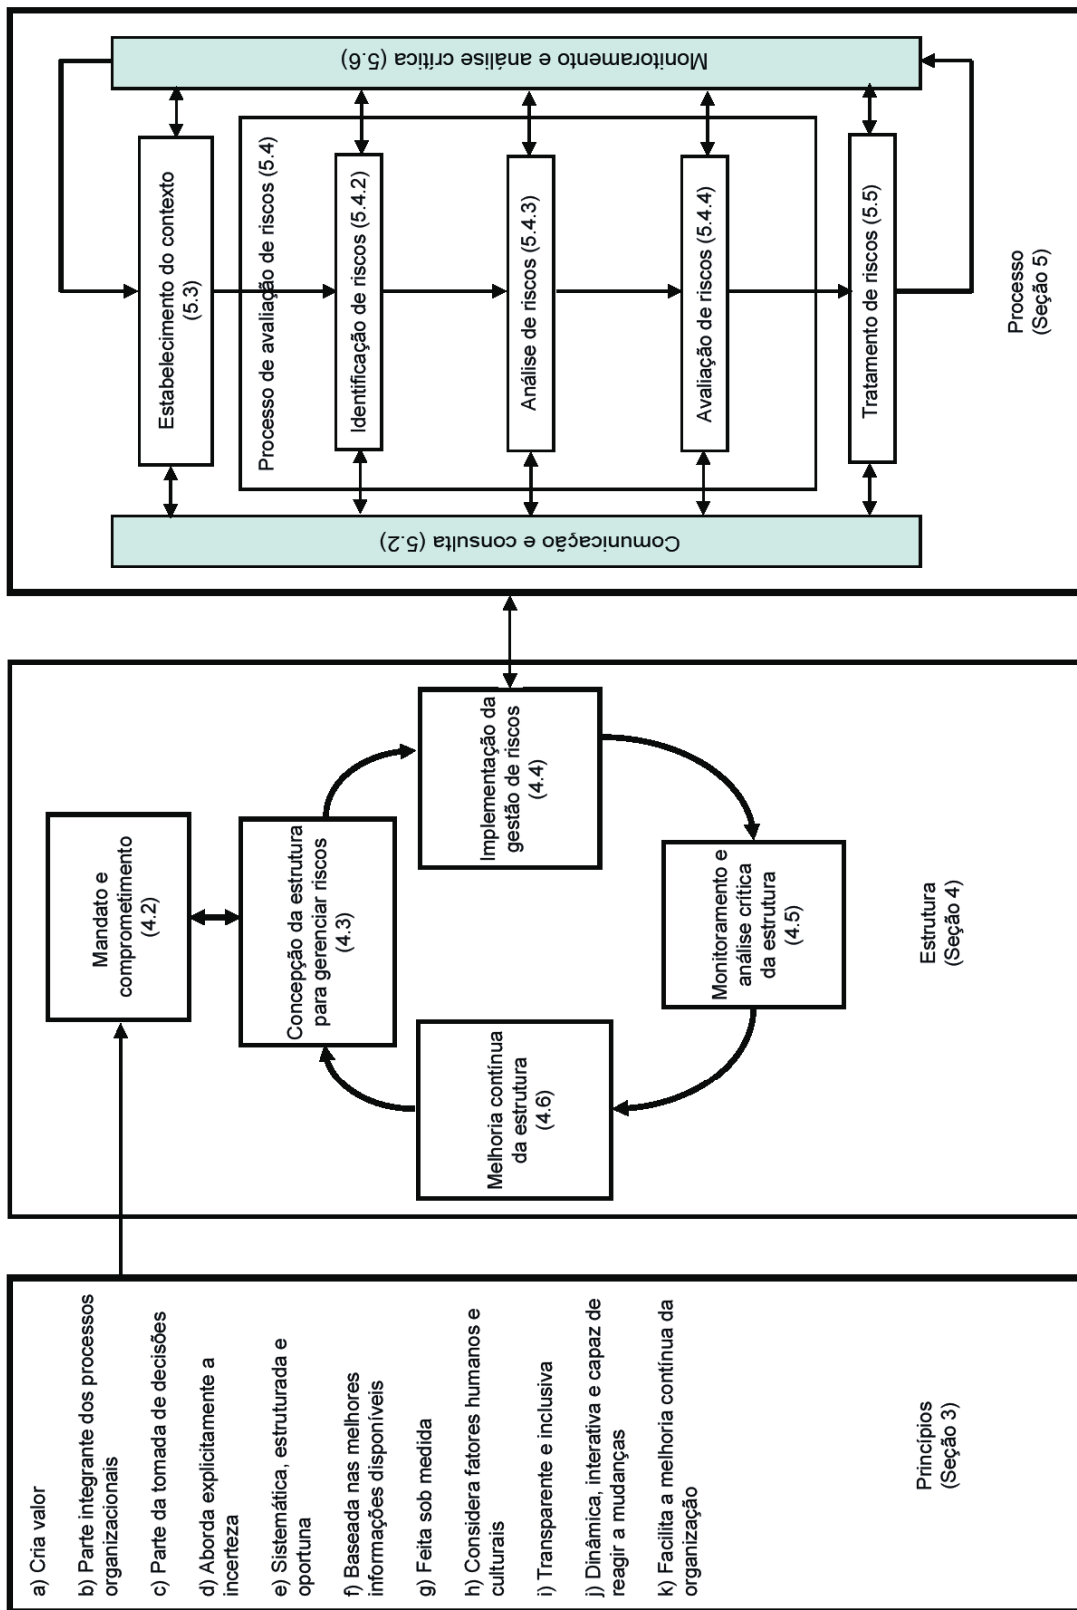 a) Cria valor
b) Parte integrante dos processos
organizacionais
c) Parte da tomada de decisões
d) Aborda explicitamente a
incerteza
e) Sistemática, estruturada e
oportuna
f) Baseada nas melhores
informações disponíveis
g) Feita sob medida
h) Considera fatores humanos e
culturais
i) Transparente e inclusiva
j) Dinâmica, interativa e capaz de
reagir a mudanças
k) Facilita a melhoria contínua da
organização
Princípios
(Seção 3)
Mandato e
comprometimento
(4.2)
Concepção da estrutura
para gerenciar riscos
(4.3)
Implementação da
gestão de riscos
(4.4)
Monitoramento e
análise crítica
da estrutura
(4.5)
Melhoria contínua
da estrutura
(4.6)
Estrutura
(Seção 4)
Comunicação e consulta (5.2)
Estabelecimento do contexto
(5.3)
Processo de avaliação de riscos (5.4)
Identificação de riscos (5.4.2)
Análise de riscos (5.4.3)
Avaliação de riscos (5.4.4)
Tratamento de riscos (5.5)
Monitoramento e análise crítica (5.6)
Processo
(Seção 5)